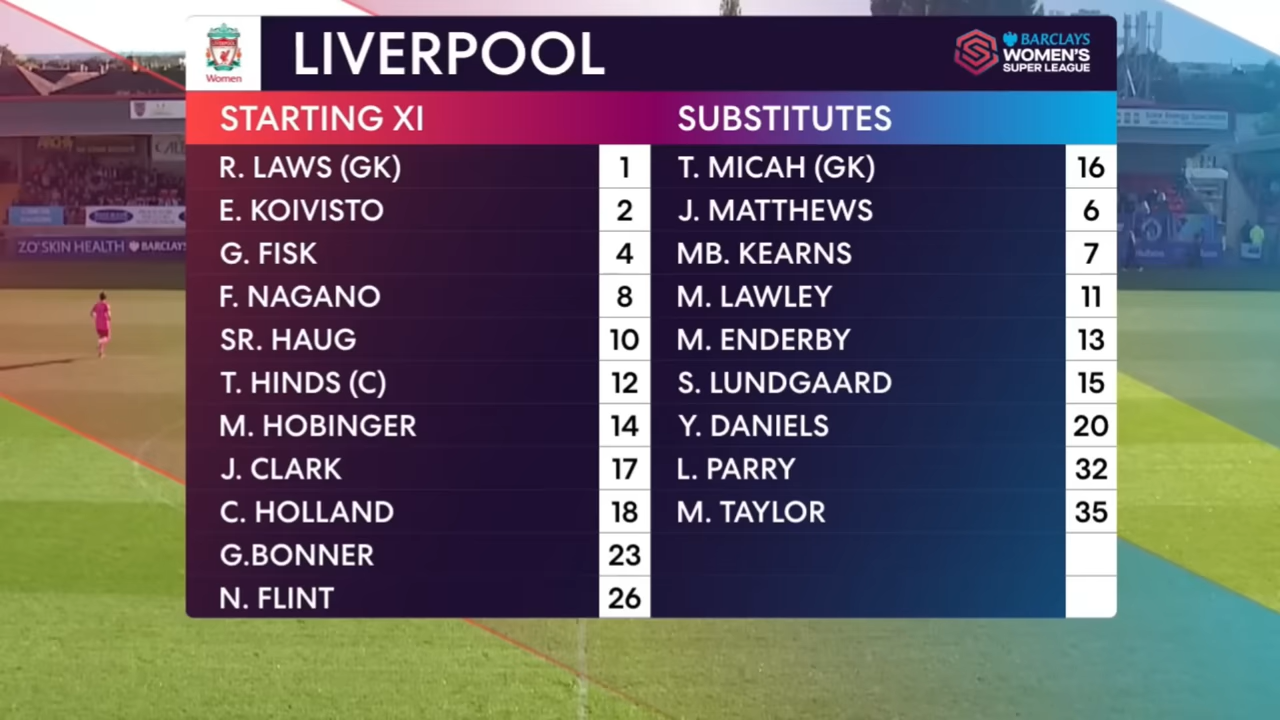 LIVERPOOL
Women
BARCLAYS
WOMEN'S
SUPER LEAGUE
STARTING XI
R. LAWS (GK) 1
E. KOIVISTO 2
G. FISK 4
F. NAGANO 8
SR. HAUG 10
T. HINDS (C) 12
M. HOBINGER 14
J. CLARK 17
C. HOLLAND 18
G.BONNER 23
N. FLINT 26
SUBSTITUTES
T. MICAH (GK) 16
J. MATTHEWS 6
MB. KEARNS 7
M. LAWLEY 11
M. ENDERBY 13
S. LUNDGAARD 15
Y. DANIELS 20
L. PARRY 32
M. TAYLOR 35
ZO SKIN HEALTH BARCLAYS